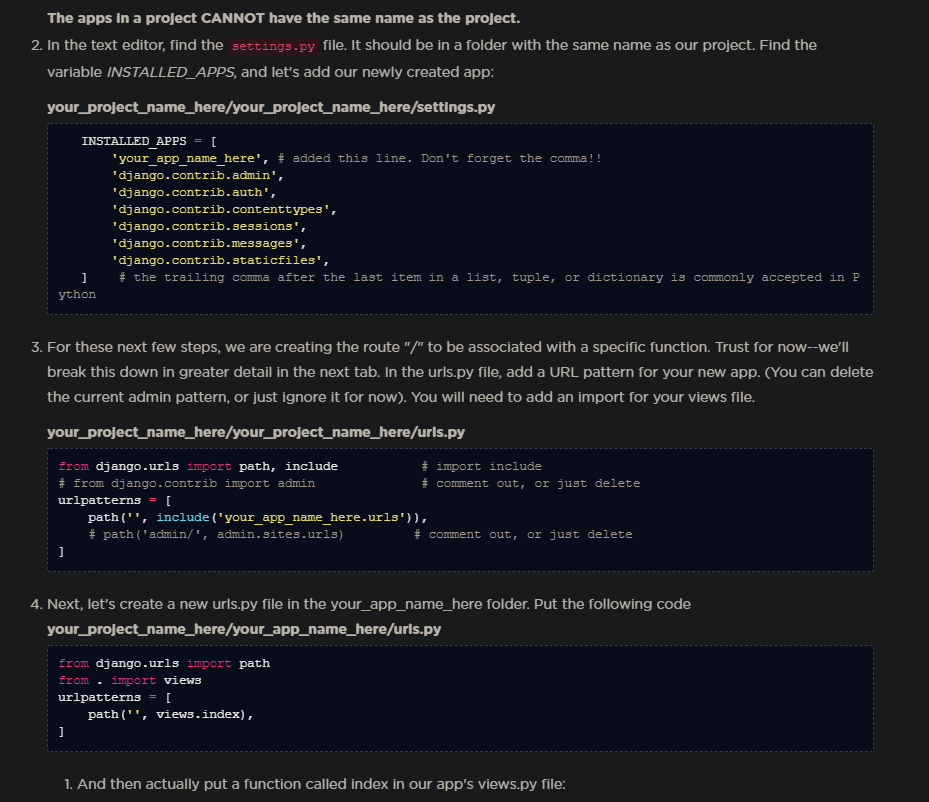 The apps in a project CANNOT have the same name as the project.
2. In the text editor, find the settings.py file. It should be in a folder with the same name as our project. Find the
variable INSTALLED_APPS, and let's add our newly created app:
your_project_name_here/your_project_name_here/settings.py
INSTALLED_APPS = [
'your_app_name_here', # added this line. Don't forget the comma!!
'django.contrib.admin',
'django.contrib.auth',
'django.contrib.contenttypes',
'django.contrib.sessions',
'django.contrib.messages',
'django.contrib.staticfiles',
]    # the trailing comma after the last item in a list, tuple, or dictionary is commonly accepted in P
ython
3. For these next few steps, we are creating the route "/" to be associated with a specific function. Trust for now--we'll
break this down in greater detail in the next tab. In the urls.py file, add a URL pattern for your new app. (You can delete
the current admin pattern, or just ignore it for now). You will need to add an import for your views file.
your_project_name_here/your_project_name_here/urls.py
from django.urls import path, include           # import include
# from django.contrib import admin              # comment out, or just delete
urlpatterns = [
path('', include('your_app_name_here.urls')),
# path('admin/', admin.sites.urls)         # comment out, or just delete
]
4. Next, let's create a new urls.py file in the your_app_name_here folder. Put the following code
your_project_name_here/your_app_name_here/urls.py
from django.urls import path
from . import views
urlpatterns = [
path('', views.index),
]
1. And then actually put a function called index in our app's views.py file: